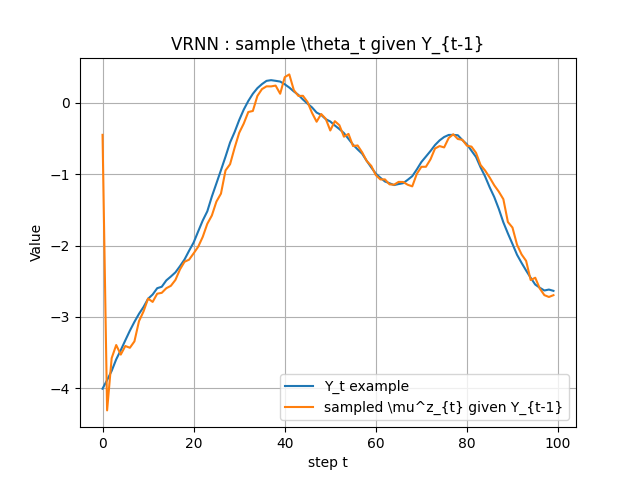 VRNN : sample \theta_t given Y_{t-1}
Value
0
−1
−2
−3
−4
0 20 40 60 80 100
step t
Y_t example
sampled \mu^z_{t} given Y_{t-1}